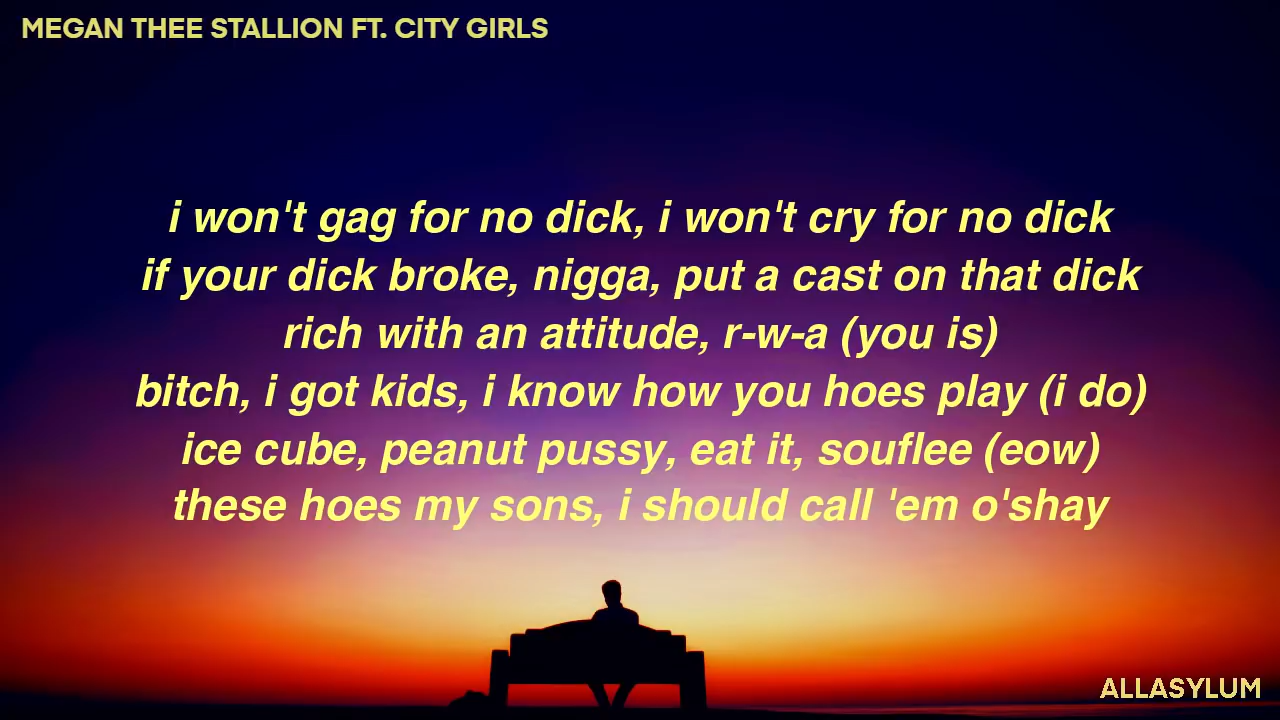 MEGAN THEE STALLION FT. CITY GIRLS
i won't gag for no dick, i won't cry for no dick
if your dick broke, nigga, put a cast on that dick
rich with an attitude, r-w-a (you is)
bitch, i got kids, i know how you hoes play (i do)
ice cube, peanut pussy, eat it, souflee (eow)
these hoes my sons, i should call 'em o'shay
ALLASYLUM